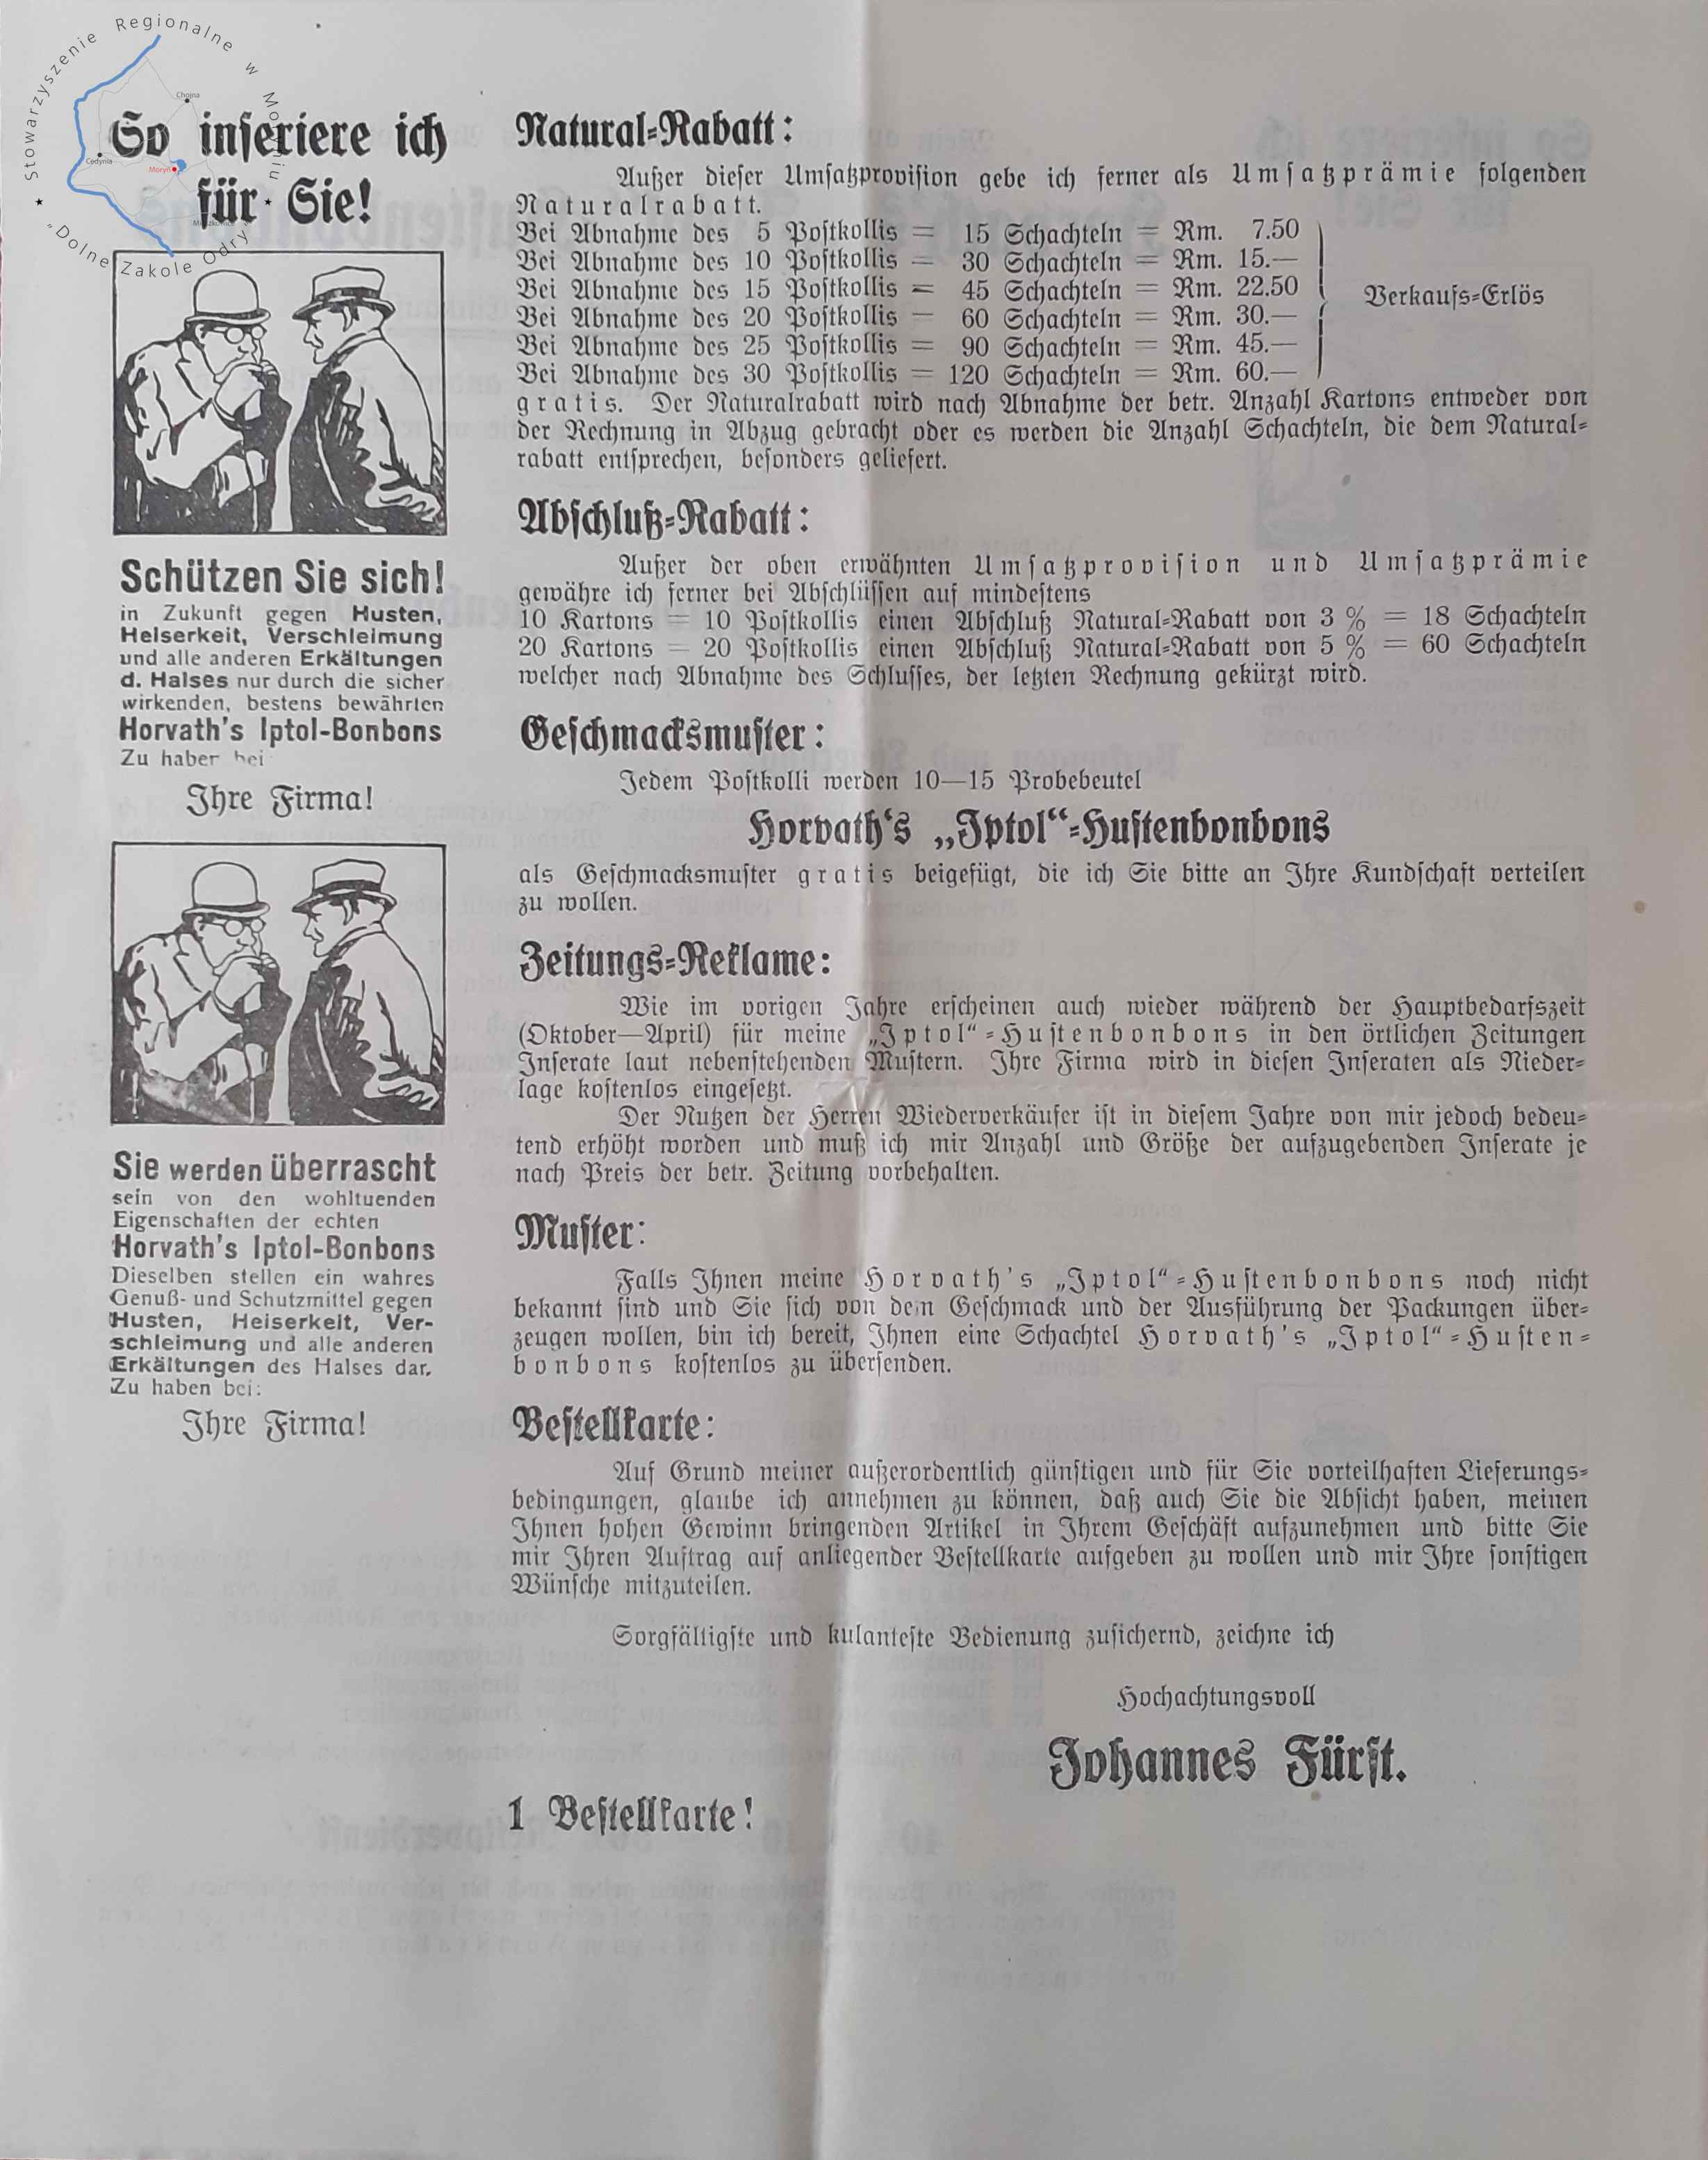 Stowarzyszenie Regionalne w Moryniu
"Dolne Zakole Odry"
Chojna
Cedynia
Moryń
So inseriere ich
für Sie!
Schützen Sie sich!
in Zukunft gegen Husten,
Heiserkeit, Verschleimung
und alle anderen Erkältungen
d. Halses nur durch die sicher
wirkenden, bestens bewährten
Horvath's Iptol-Bonbons
Zu haber bei
Ihre Firma!
Sie werden überrascht
sein von den wohltuenden
Eigenschaften der echten
Horvath's Iptol-Bonbons
Dieselben stellen ein wahres
Genuß- und Schutzmittel gegen
Husten, Heiserkeit, Ver-
schleimung und alle anderen
Erkältungen des Halses dar.
Zu haben bei:
Ihre Firma!
Natural-Rabatt:
Außer dieser Umsatzprovision gebe ich ferner als Umsatzprämie folgenden
Naturalrabatt.
Bei Abnahme des 5 Postkollis = 15 Schachteln = Rm. 7.50
Bei Abnahme des 10 Postkollis = 30 Schachteln = Rm. 15.—
Bei Abnahme des 15 Postkollis = 45 Schachteln = Rm. 22.50
Verkaufs-Erlös
Bei Abnahme des 20 Postkollis = 60 Schachteln = Rm. 30.—
Bei Abnahme des 25 Postkollis = 90 Schachteln = Rm. 45.—
Bei Abnahme des 30 Postkollis = 120 Schachteln = Rm. 60.—
gratis. Der Naturalrabatt wird nach Abnahme der betr. Anzahl Kartons entweder von
der Rechnung in Abzug gebracht oder es werden die Anzahl Schachteln, die dem Natural-
rabatt entsprechen, besonders geliefert.
Abschluß-Rabatt:
Außer der oben erwähnten Umsatzprovision und Umsatzprämie
gewähre ich ferner bei Abschlüssen auf mindestens
10 Kartons = 10 Postkollis einen Abschluß Natural-Rabatt von 3 % = 18 Schachteln
20 Kartons = 20 Postkollis einen Abschluß Natural-Rabatt von 5 % = 60 Schachteln
welcher nach Abnahme des Schlusses, der letzten Rechnung gekürzt wird.
Geschmacksmuster:
Jedem Postkolli werden 10—15 Probebeutel
Horvath's „Iptol“-Hustenbonbons
als Geschmacksmuster gratis beigefügt, die ich Sie bitte an Ihre Kundschaft verteilen
zu wollen.
Zeitungs-Reklame:
Wie im vorigen Jahre erscheinen auch wieder während der Hauptbedarfszeit
(Oktober—April) für meine „Iptol“-Hustenbonbons in den örtlichen Zeitungen
Inserate laut nebenstehenden Mustern. Ihre Firma wird in diesen Inseraten als Nieder-
lage kostenlos eingesetzt.
Der Nutzen der Herren Wiederverkäufer ist in diesem Jahre von mir jedoch bedeu-
tend erhöht worden und muß ich mir Anzahl und Größe der aufzugebenden Inserate je
nach Preis der betr. Zeitung vorbehalten.
Muster:
Falls Ihnen meine Horvath's „Iptol“-Hustenbonbons noch nicht
bekannt sind und Sie sich von dem Geschmack und der Ausführung der Packungen über-
zeugen wollen, bin ich bereit, Ihnen eine Schachtel Horvath's „Iptol“-Husten-
bonbons kostenlos zu übersenden.
Bestellkarte:
Auf Grund meiner außerordentlich günstigen und für Sie vorteilhaften Lieferungs-
bedingungen, glaube ich annehmen zu können, daß auch Sie die Absicht haben, meinen
Ihnen hohen Gewinn bringenden Artikel in Ihrem Geschäft aufzunehmen und bitte Sie
mir Ihren Auftrag auf anliegender Bestellkarte aufgeben zu wollen und mir Ihre sonstigen
Wünsche mitzuteilen.
Sorgfältigste und kulanteste Bedienung zusichernd, zeichne ich
Hochachtungsvoll
Johannes Fürst.
1 Bestellkarte!